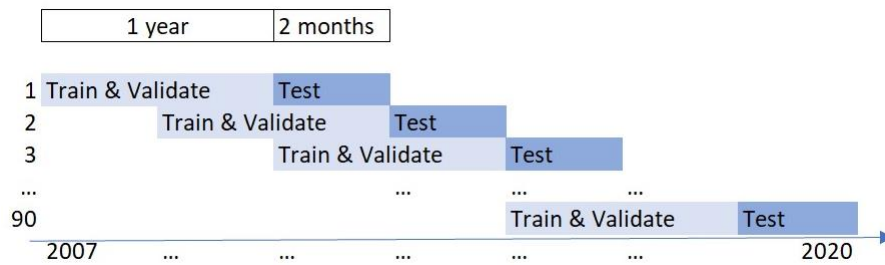 1 year 2 months
1 Train & Validate Test
2 Train & Validate Test
3 Train & Validate Test
... ... ... ...
90 Train & Validate Test
2007 ... ... ... ... ... 2020